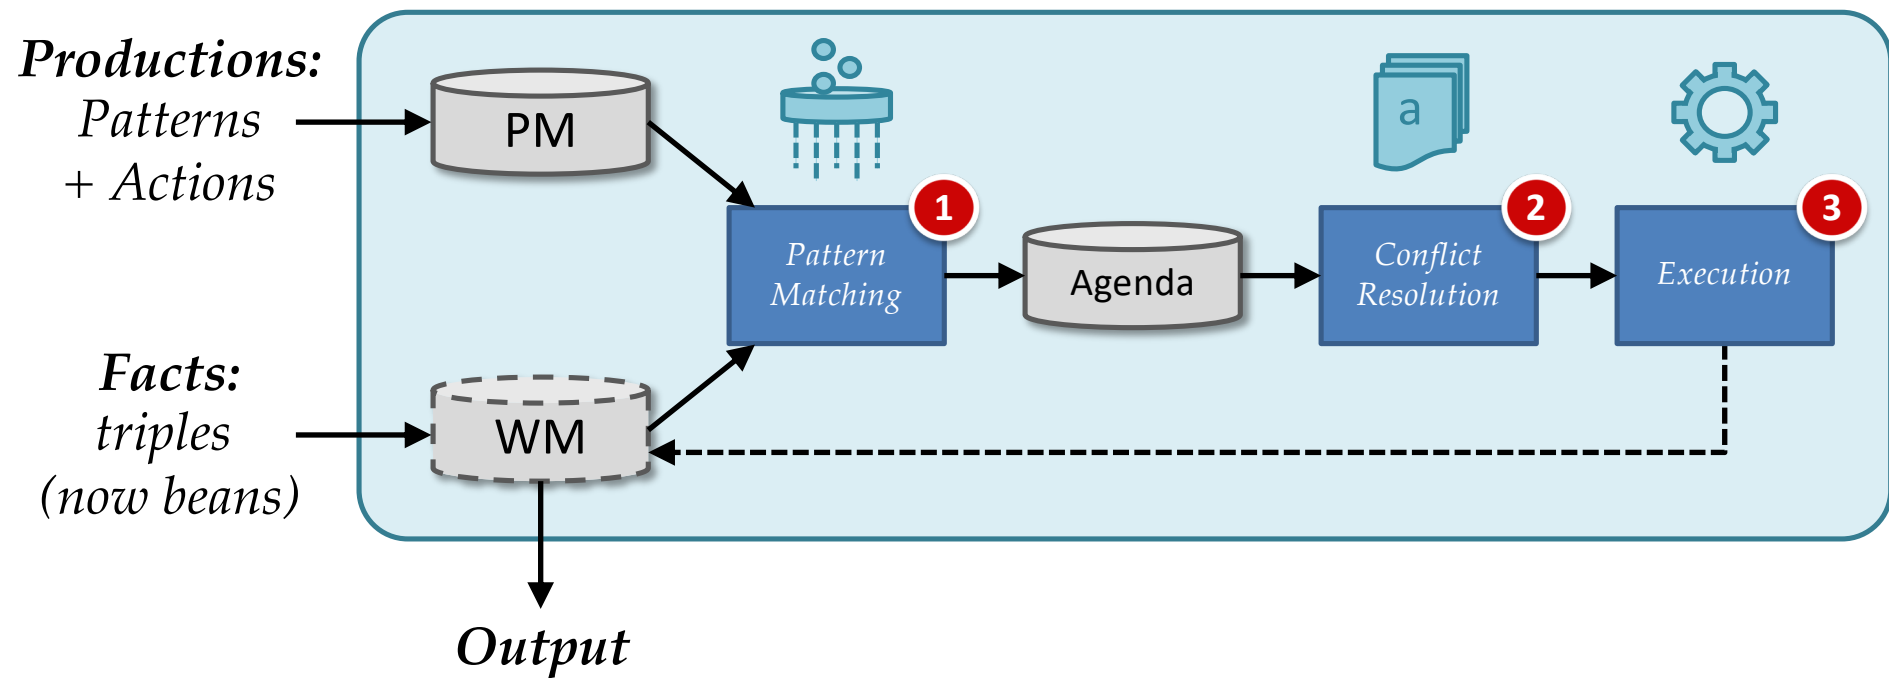 Productions:
Patterns
+ Actions
PM
a
1
2
3
Pattern
Matching
Agenda
Conflict
Resolution
Execution
Facts:
triples
(now beans)
WM
Output